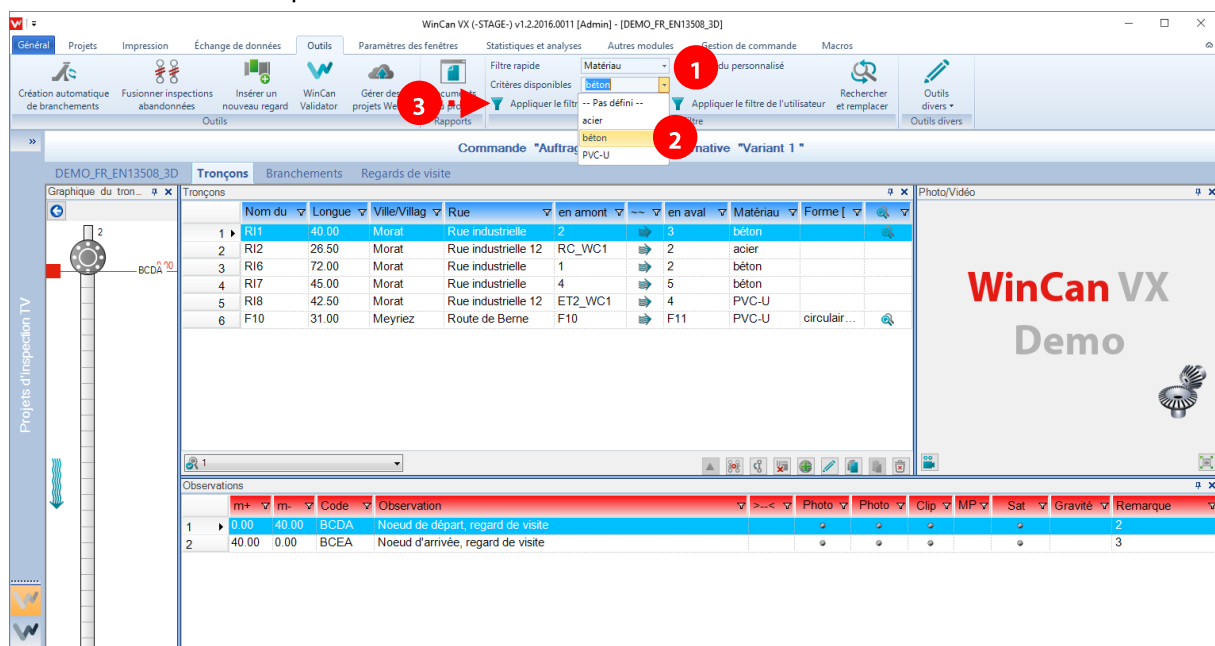 WinCan VX (-STAGE-) v1.2.2016.0011 [Admin] - [DEMO_FR_EN13508_3D]
Général Projets Impression Échange de données Outils Paramètres des fenêtres Statistiques et analyses Autres modules Gestion de commande Macros
Création automatique de branchements
Fusionner inspections abandonnées
Insérer un nouveau regard
WinCan Validator
Gérer des projets We
Outils
Rapports
Filtre rapide Matériau
Critères disponibles béton
Appliquer le filtr
du personnalisé
Appliquer le filtre de l'utilisateur
Rechercher et remplacer
Outils divers
Outils divers
1
2
3
-- Pas défini --
acier
béton
PVC-U
Commande "Auftrag native "Variant 1 "
DEMO_FR_EN13508_3D Tronçons Branchements Regards de visite
Graphique du tron...
2
BCDA
Projets d'inspection TV
Tronçons
Nom du Longue Ville/Villag Rue en amont ~~ en aval Matériau Forme [
1 RI1 40.00 Morat Rue industrielle 2 3 béton
2 RI2 26.50 Morat Rue industrielle 12 RC_WC1 2 acier
3 RI6 72.00 Morat Rue industrielle 1 2 béton
4 RI7 45.00 Morat Rue industrielle 4 5 béton
5 RI8 42.50 Morat Rue industrielle 12 ET2_WC1 4 PVC-U
6 F10 31.00 Meyriez Route de Berne F10 F11 PVC-U circulair...
1
Photo/Vidéo
WinCan VX
Demo
Observations
m+ m- Code Observation >--< Photo Photo Clip MP Sat Gravité Remarque
1 0.00 40.00 BCDA Noeud de départ, regard de visite 2
2 40.00 0.00 BCEA Noeud d'arrivée, regard de visite 3